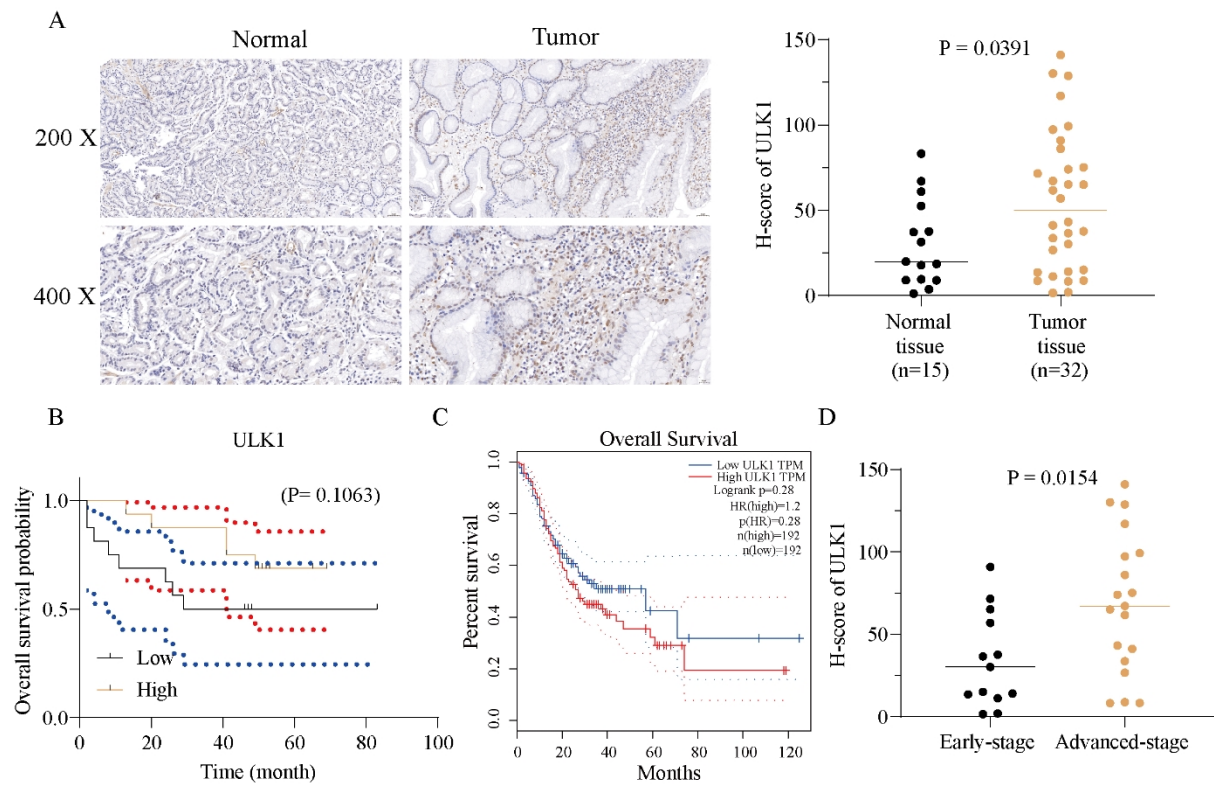 A
Normal
Tumor
200 X
400 X
H-score of ULK1
150
100
50
0
P = 0.0391
Normal
tissue
(n=15)
Tumor
tissue
(n=32)
B
ULK1
(P= 0.1063)
Overall survival probability
1.0
0.5
0.0
Low
High
0
20
40
60
80
100
Time (month)
C
Overall Survival
Low ULK1 TPM
High ULK1 TPM
Logrank p=0.28
HR(high)=1.2
p(HR)=0.28
n(high)=192
n(low)=192
Percent survival
1.0
0.8
0.6
0.4
0.2
0.0
0
20
40
60
80
100
120
Months
D
H-score of ULK1
150
100
50
0
P = 0.0154
Early-stage
Advanced-stage